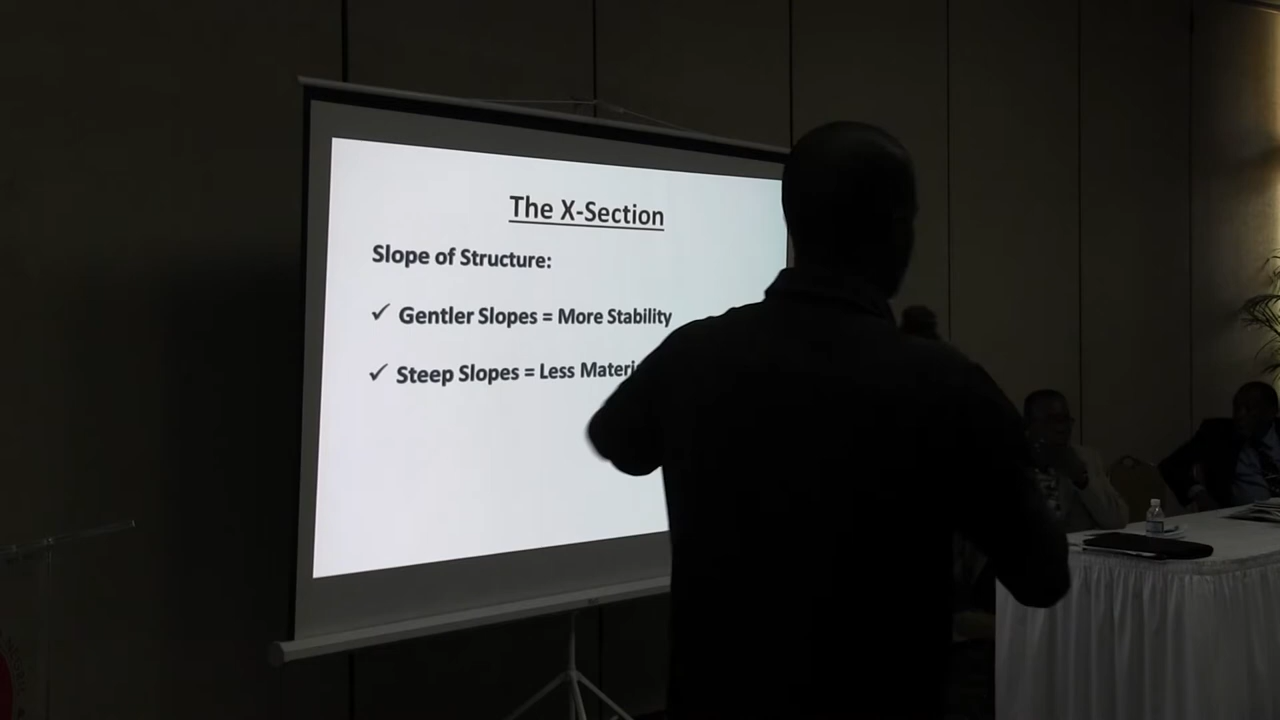 The X-Section
Slope of Structure:
✓ Gentler Slopes = More Stability
✓ Steep Slopes = Less